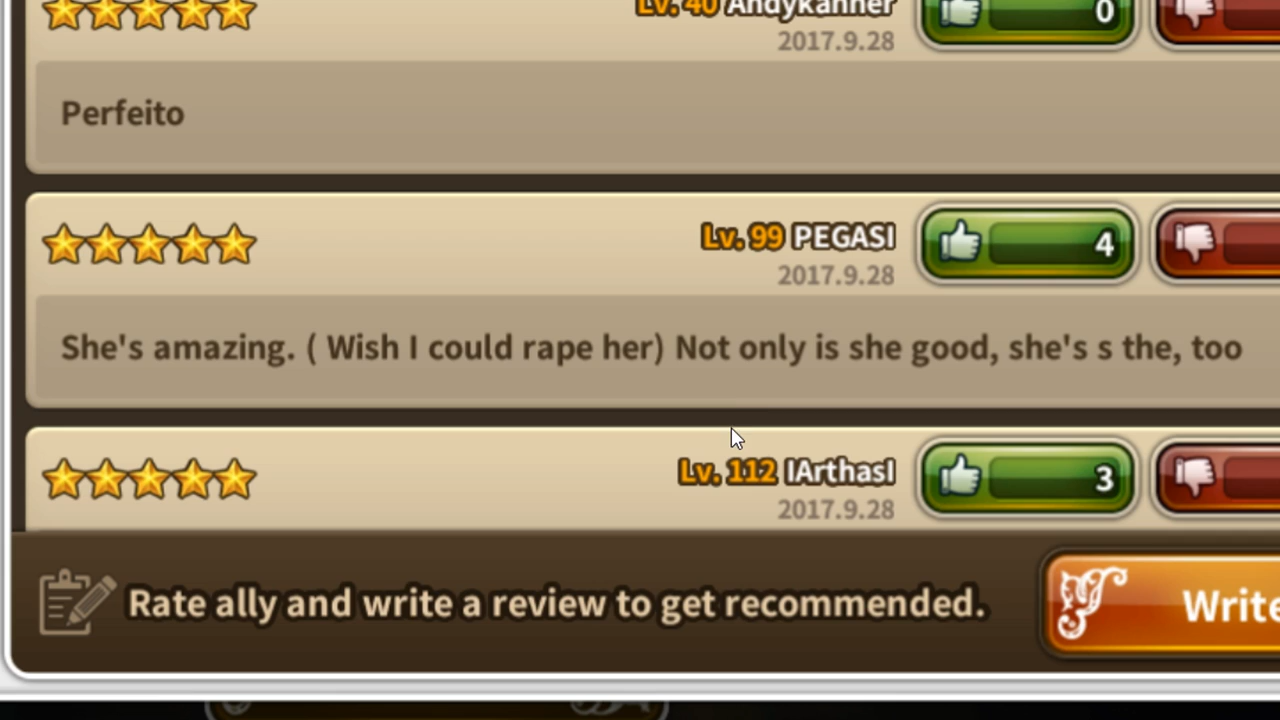 Lv. 40 Andykanner
0
2017.9.28
Perfeito
Lv. 99 PEGASI
4
2017.9.28
She's amazing. ( Wish I could rape her) Not only is she good, she's s the, too
Lv. 112 IArthasI
3
2017.9.28
Rate ally and write a review to get recommended.
Write